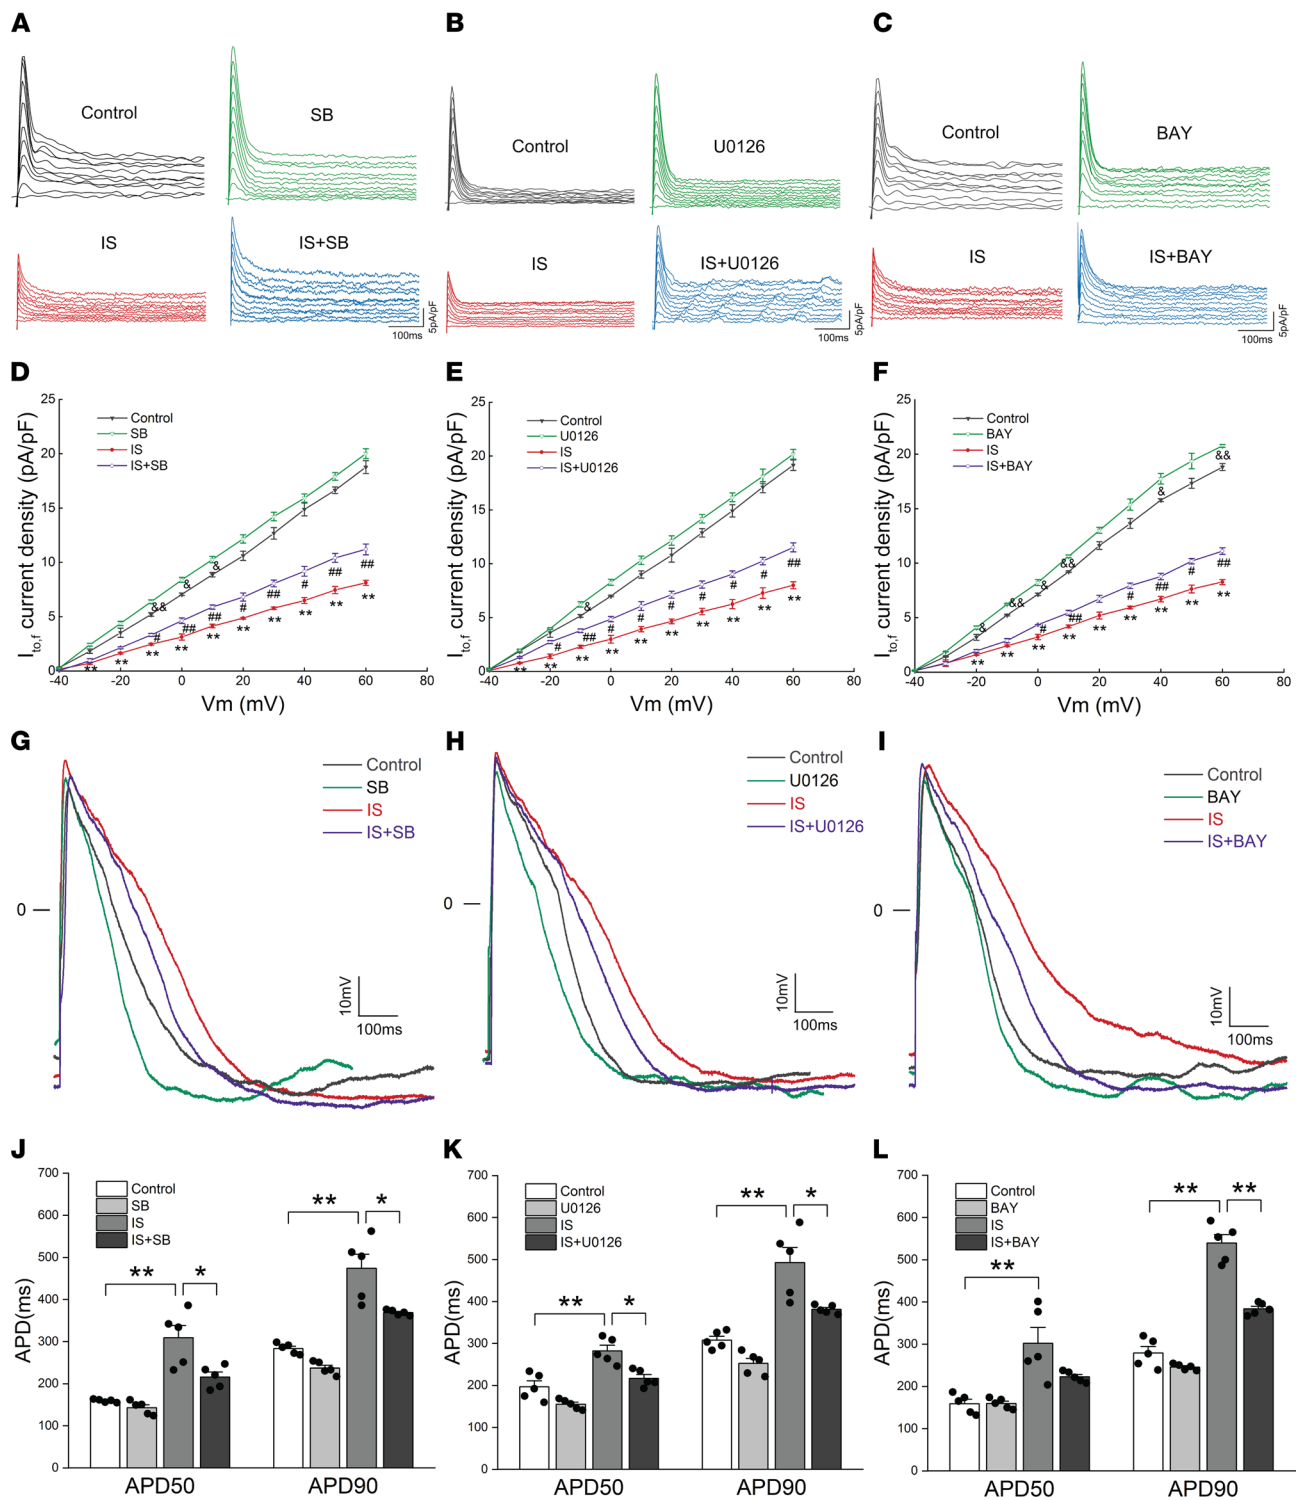 A
B
C
Control
SB
IS
IS+SB
5pA/pF
100ms
Control
U0126
IS
IS+U0126
5pA/pF
100ms
Control
BAY
IS
IS+BAY
5pA/pF
100ms
D
I to,f current density (pA/pF)
25
20
15
10
5
0
Control
SB
IS
IS+SB
&&
&
&
#
##
##
#
##
#
##
##
**
**
**
**
**
**
**
**
**
**
-40
-20
0
20
40
60
80
Vm (mV)
E
I to,f current density (pA/pF)
25
20
15
10
5
0
Control
U0126
IS
IS+U0126
&
#
##
#
#
#
#
#
#
##
**
**
**
**
**
**
**
**
**
**
-40
-20
0
20
40
60
80
Vm (mV)
F
I to,f current density (pA/pF)
25
20
15
10
5
0
Control
BAY
IS
IS+BAY
&
&&
&
&&
&
&&
#
##
#
##
#
##
**
**
**
**
**
**
**
**
**
-40
-20
0
20
40
60
80
Vm (mV)
G
Control
SB
IS
IS+SB
0
10mV
100ms
H
Control
U0126
IS
IS+U0126
0
10mV
100ms
I
Control
BAY
IS
IS+BAY
0
10mV
100ms
J
APD(ms)
700
600
500
400
300
200
100
0
Control
SB
IS
IS+SB
**
*
**
*
APD50
APD90
K
APD(ms)
700
600
500
400
300
200
100
0
Control
U0126
IS
IS+U0126
**
*
**
*
APD50
APD90
L
APD(ms)
700
600
500
400
300
200
100
0
Control
BAY
IS
IS+BAY
**
**
**
APD50
APD90